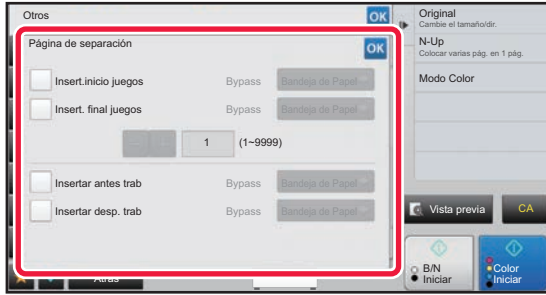 Otros
OK
Página de separación
OK
Insert.inicio juegos
Bypass
Bandeja de Papel
Insert. final juegos
Bypass
Bandeja de Papel
1
(1~9999)
Insertar antes trab
Bypass
Bandeja de Papel
Insertar desp. trab
Bypass
Bandeja de Papel
Atrás
Original
Cambie el tamaño/dir.
N-Up
Colocar varias pág. en 1 pág.
Modo Color
Vista previa
CA
B/N
Iniciar
Color
Iniciar